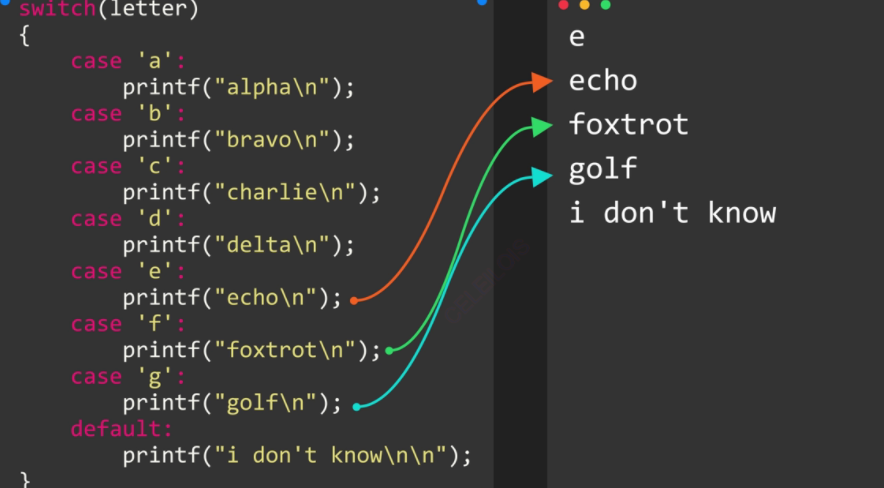 switch(letter)
{
case 'a':
printf("alpha\n");
case 'b':
printf("bravo\n");
case 'c':
printf("charlie\n");
case 'd':
printf("delta\n");
case 'e':
printf("echo\n");
case 'f':
printf("foxtrot\n");
case 'g':
printf("golf\n");
default:
printf("i don't know\n\n");
}
e
echo
foxtrot
golf
i don't know